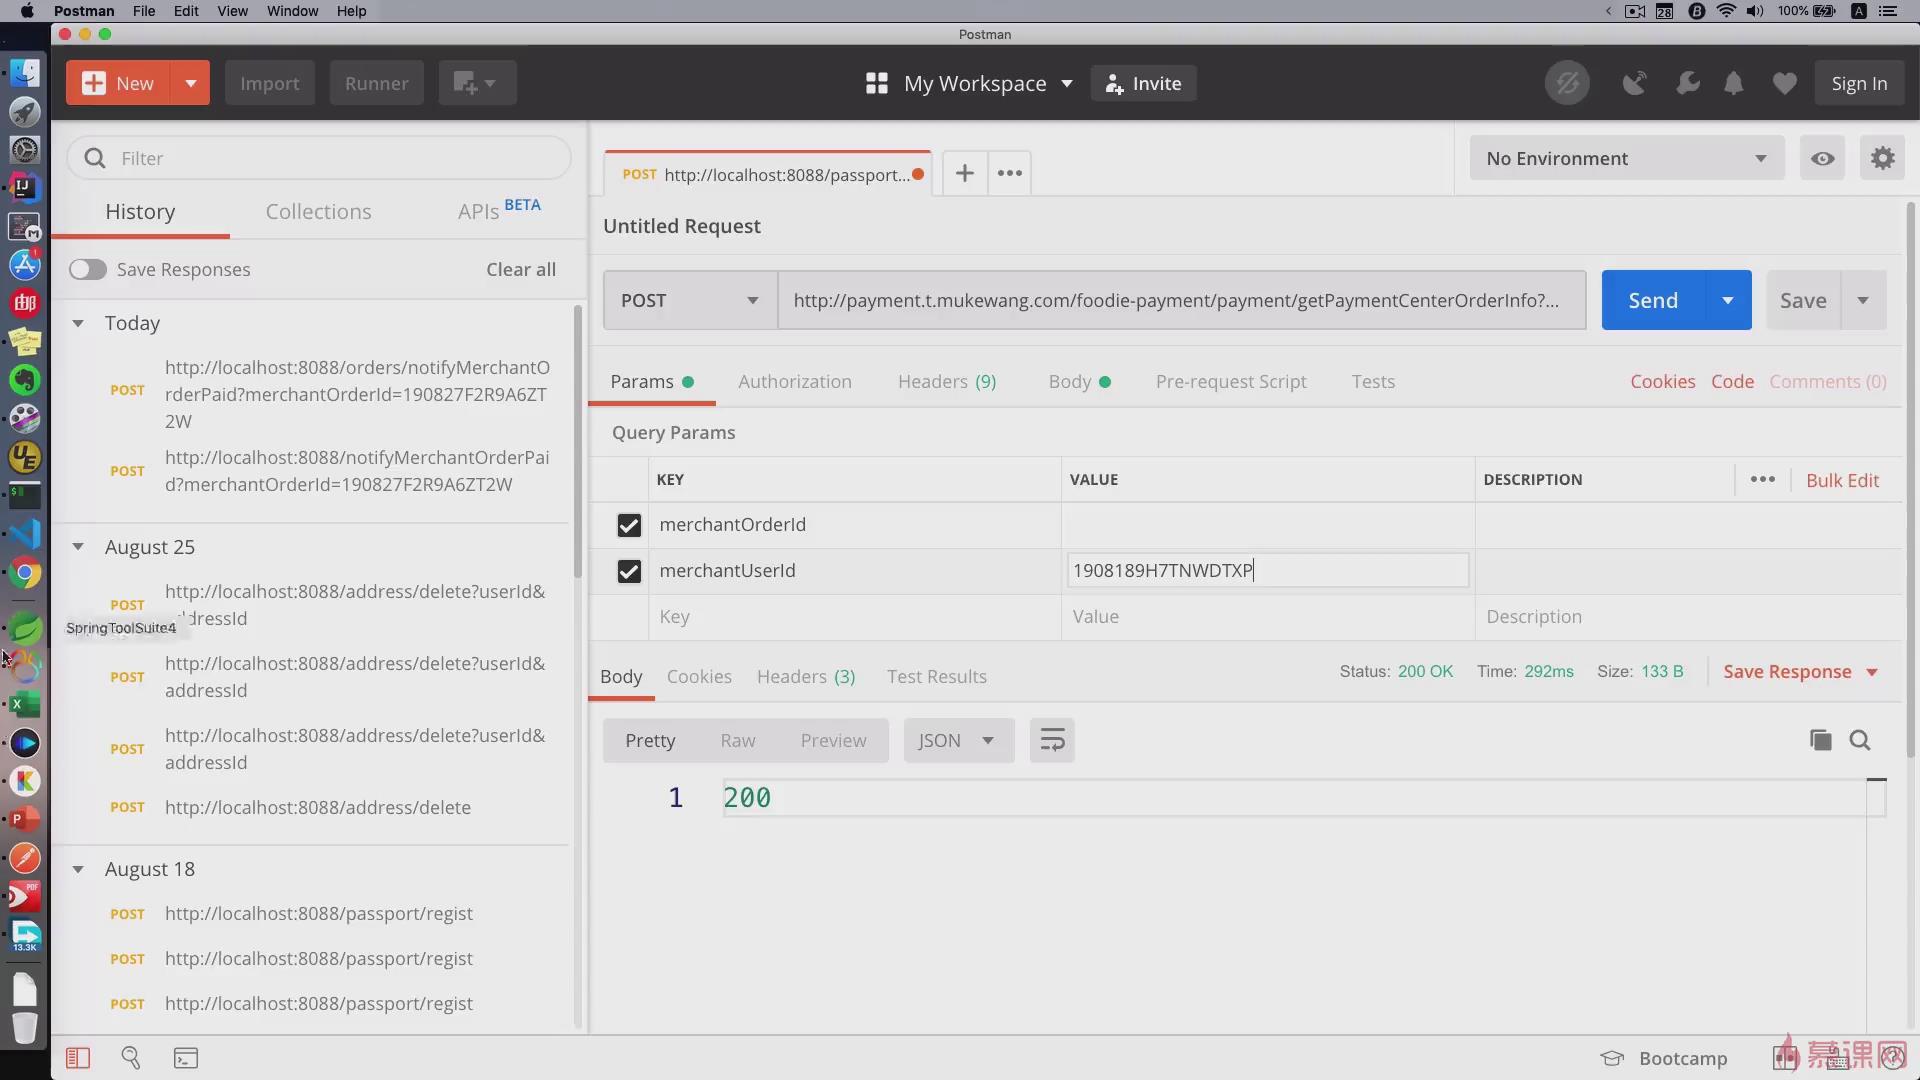 Postman File Edit View Window Help
28 100% A
Postman
New Import Runner My Workspace Invite Sign In
Filter
History Collections APIs BETA
Save Responses Clear all
Today
POST http://localhost:8088/orders/notifyMerchantO
rderPaid?merchantOrderId=190827F2R9A6ZT
2W
POST http://localhost:8088/notifyMerchantOrderPai
d?merchantOrderId=190827F2R9A6ZT2W
August 25
POST http://localhost:8088/address/delete?userId&
SpringToolSuite4
POST http://localhost:8088/address/delete?userId&
addressId
POST http://localhost:8088/address/delete?userId&
addressId
POST http://localhost:8088/address/delete
August 18
POST http://localhost:8088/passport/regist
POST http://localhost:8088/passport/regist
POST http://localhost:8088/passport/regist
POST http://localhost:8088/passport...
No Environment
Untitled Request
POST http://payment.t.mukewang.com/foodie-payment/payment/getPaymentCenterOrderInfo?...
Send Save
Params Authorization Headers (9) Body Pre-request Script Tests Cookies Code Comments (0)
Query Params
KEY VALUE DESCRIPTION Bulk Edit
merchantOrderId
merchantUserId 1908189H7TNWDTXP
Key Value Description
Body Cookies Headers (3) Test Results Status: 200 OK Time: 292ms Size: 133 B Save Response
Pretty Raw Preview JSON
1 200
Bootcamp
慕课网
13.3K